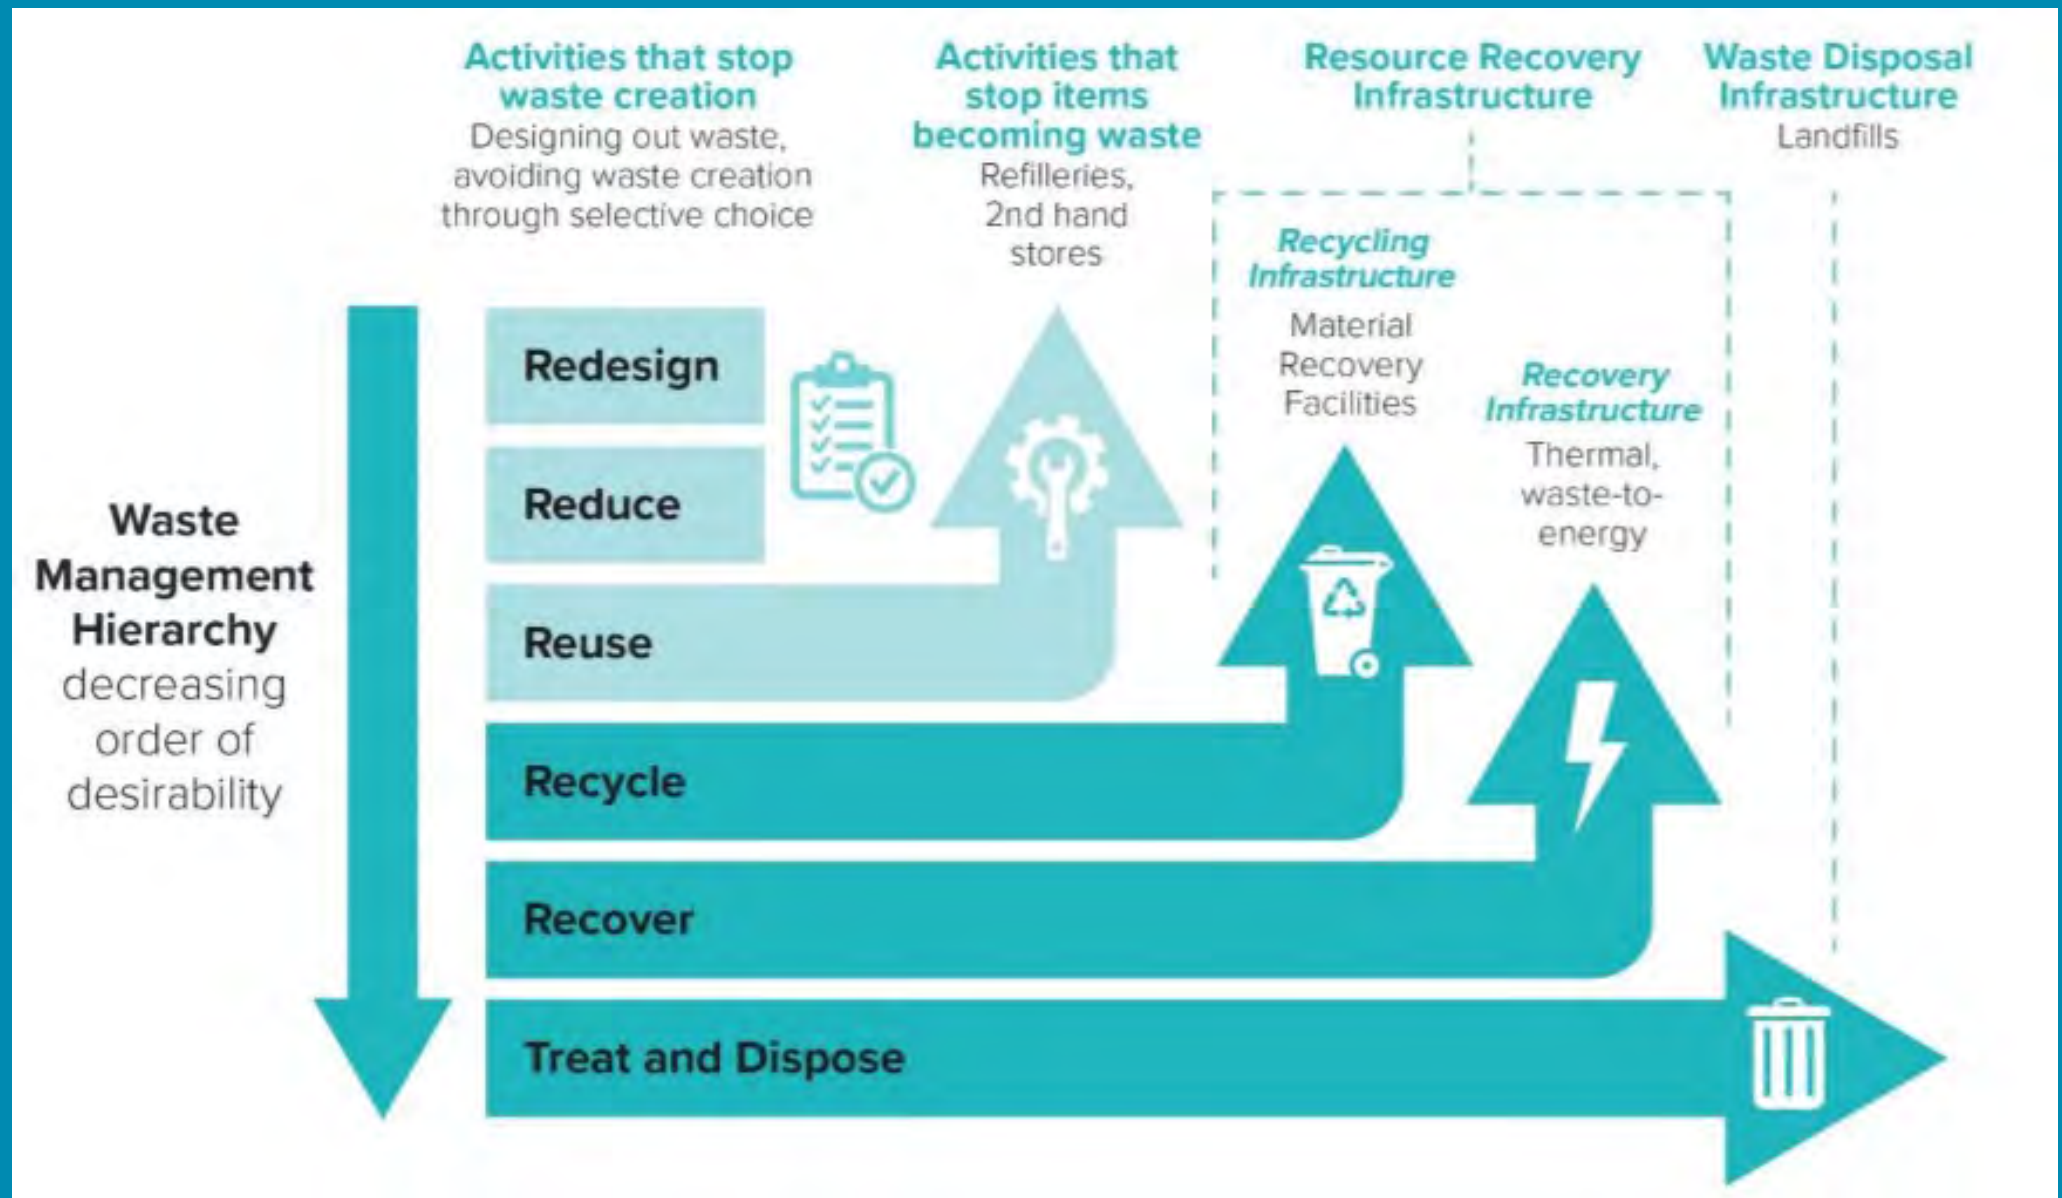 Activities that stop
waste creation
Designing out waste,
avoiding waste creation
through selective choice
Activities that
stop items
becoming waste
Refilleries,
2nd hand
stores
Resource Recovery
Infrastructure
Waste Disposal
Infrastructure
Landfills
Recycling
Infrastructure
Material
Recovery
Facilities
Recovery
Infrastructure
Thermal,
waste-to-
energy
Waste
Management
Hierarchy
decreasing
order of
desirability
Redesign
Reduce
Reuse
Recycle
Recover
Treat and Dispose